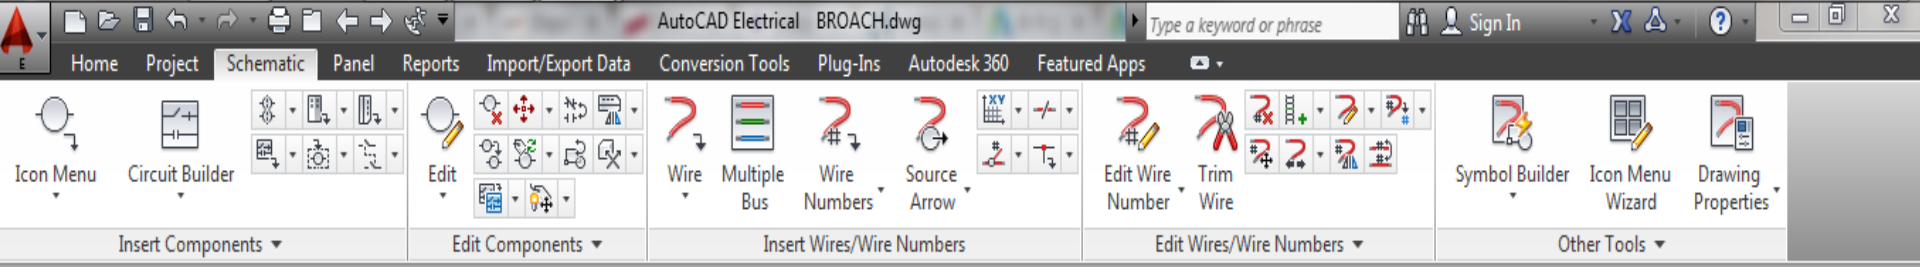 AutoCAD Electrical BROACH.dwg
Type a keyword or phrase
Sign In
E
Home Project Schematic Panel Reports Import/Export Data Conversion Tools Plug-Ins Autodesk 360 Featured Apps
Icon Menu
Circuit Builder
Edit
Wire
Multiple
Bus
Wire
Numbers
Source
Arrow
XY
Edit Wire
Number
Trim
Wire
Symbol Builder
Icon Menu
Wizard
Drawing
Properties
Insert Components
Edit Components
Insert Wires/Wire Numbers
Edit Wires/Wire Numbers
Other Tools